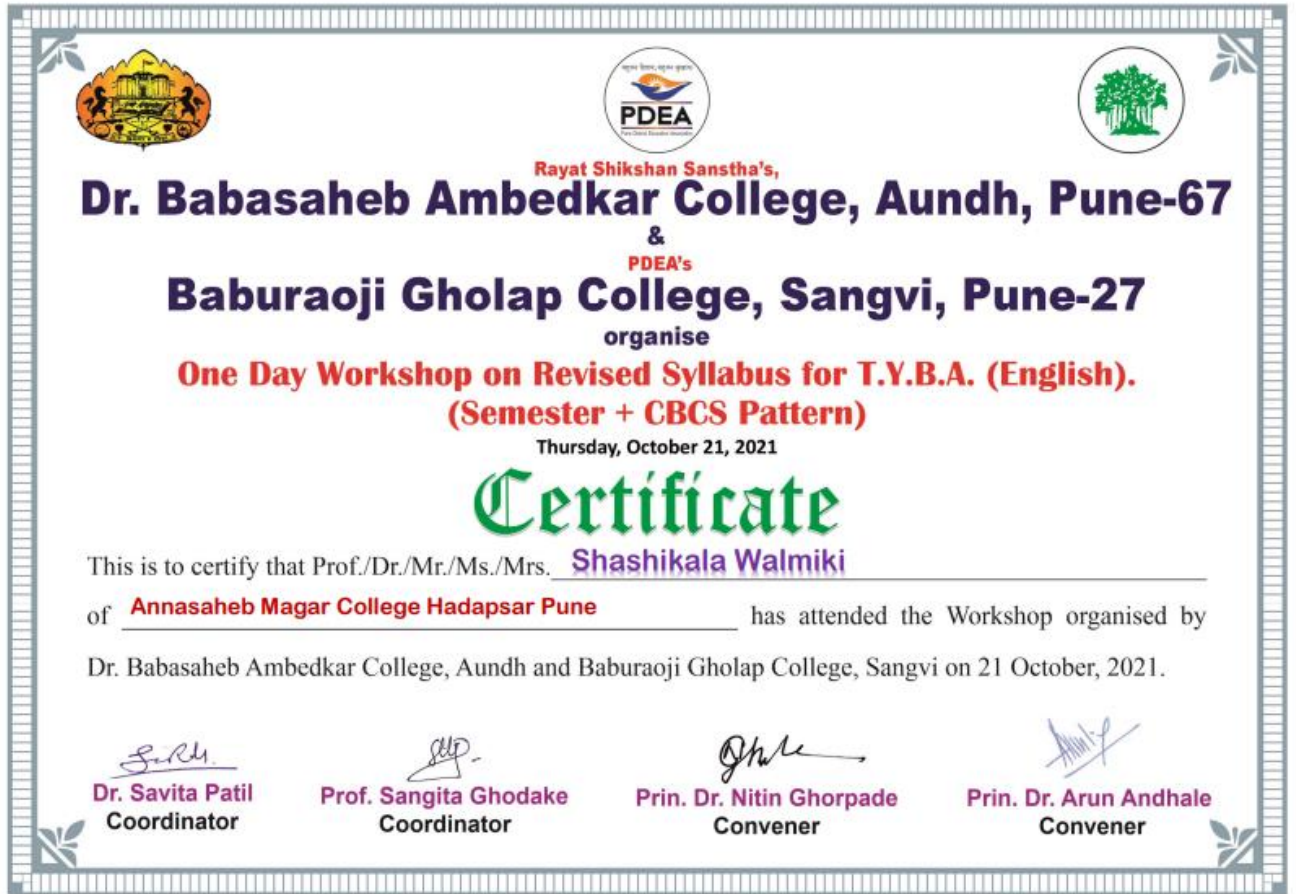 PDEA
Rayat Shikshan Sanstha's,
Dr. Babasaheb Ambedkar College, Aundh, Pune-67
&
PDEA's
Baburaoji Gholap College, Sangvi, Pune-27
organise
One Day Workshop on Revised Syllabus for T.Y.B.A. (English).
(Semester + CBCS Pattern)
Thursday, October 21, 2021
Certificate
This is to certify that Prof./Dr./Mr./Ms./Mrs. Shashikala Walmiki
of Annasaheb Magar College Hadapsar Pune has attended the Workshop organised by
Dr. Babasaheb Ambedkar College, Aundh and Baburaoji Gholap College, Sangvi on 21 October, 2021.
Dr. Savita Patil Prof. Sangita Ghodake Prin. Dr. Nitin Ghorpade Prin. Dr. Arun Andhale
Coordinator Coordinator Convener Convener